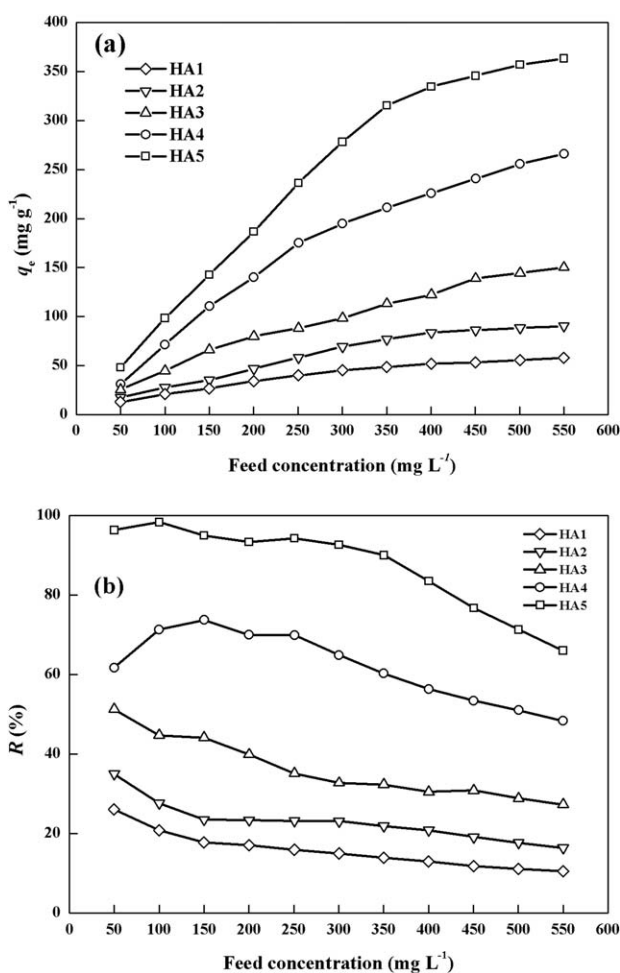 (a)
HA1
HA2
HA3
HA4
HA5
400
350
300
250
200
150
100
50
0
qe (mg g⁻¹)
0 50 100 150 200 250 300 350 400 450 500 550 600
Feed concentration (mg L⁻¹)
100
80
60
40
20
0
R (%)
(b)
HA1
HA2
HA3
HA4
HA5
0 50 100 150 200 250 300 350 400 450 500 550 600
Feed concentration (mg L⁻¹)